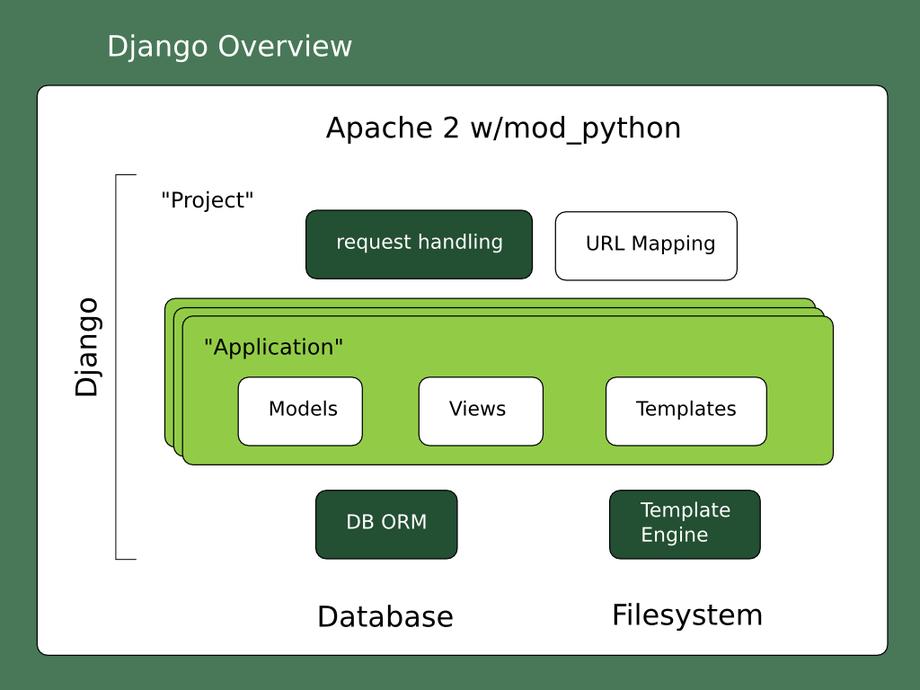 Django Overview
Apache 2 w/mod_python
"Project"
request handling
URL Mapping
Django
"Application"
Models
Views
Templates
DB ORM
Template
Engine
Database
Filesystem